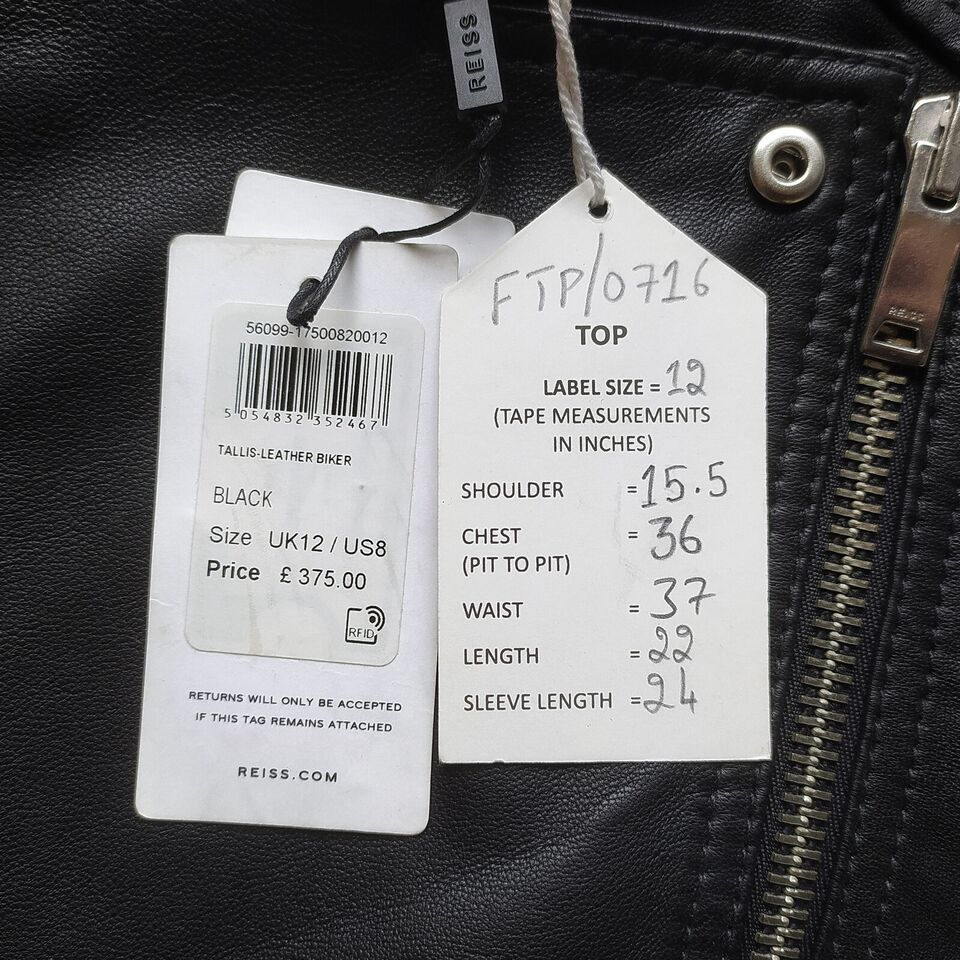 REISS
56099-17500820012
5 054832 352467
TALLIS-LEATHER BIKER
BLACK
Size UK12 / US8
Price £ 375.00
RFID
RETURNS WILL ONLY BE ACCEPTED
IF THIS TAG REMAINS ATTACHED
REISS.COM
FTP/0716
TOP
LABEL SIZE = 12
(TAPE MEASUREMENTS
IN INCHES)
SHOULDER = 15.5
CHEST = 36
(PIT TO PIT)
WAIST = 37
LENGTH = 22
SLEEVE LENGTH = 24
REISS